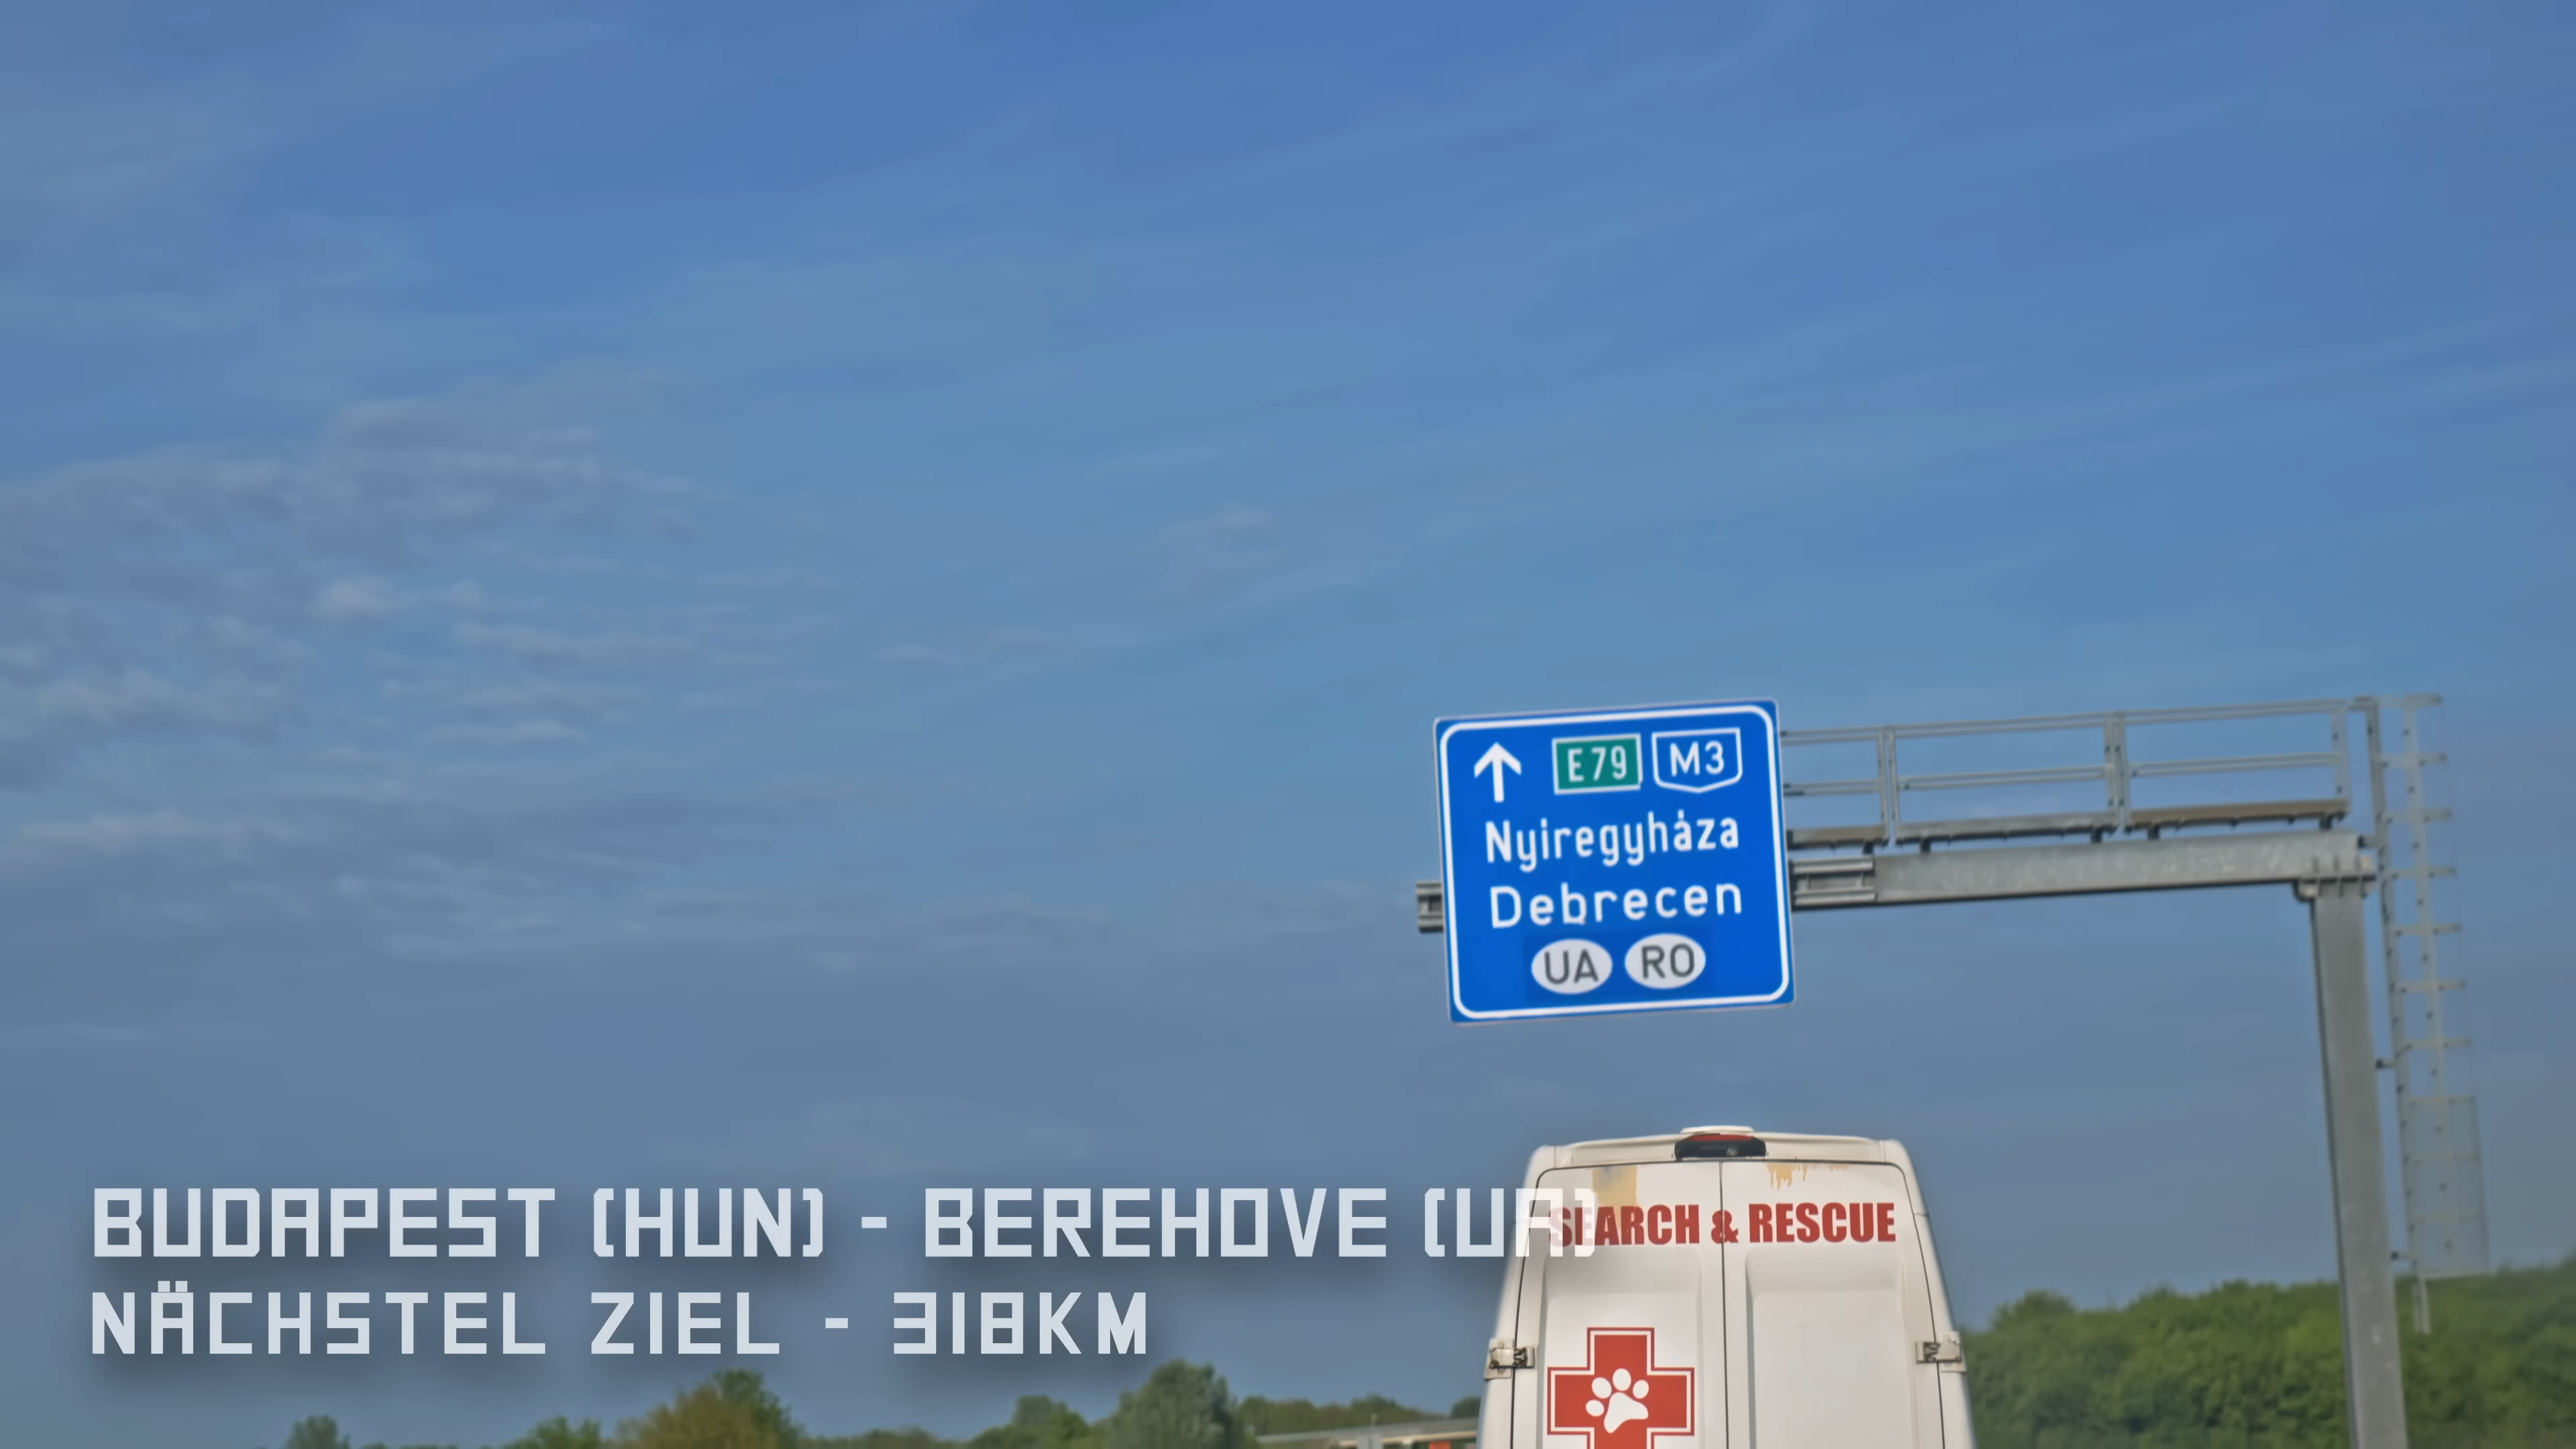 E79 M3
Nyiregyháza
Debrecen
UA RO
BUDAPEST (HUN) - BEREHOVE (UA)
SEARCH & RESCUE
NÄCHSTEL ZIEL - 318KM